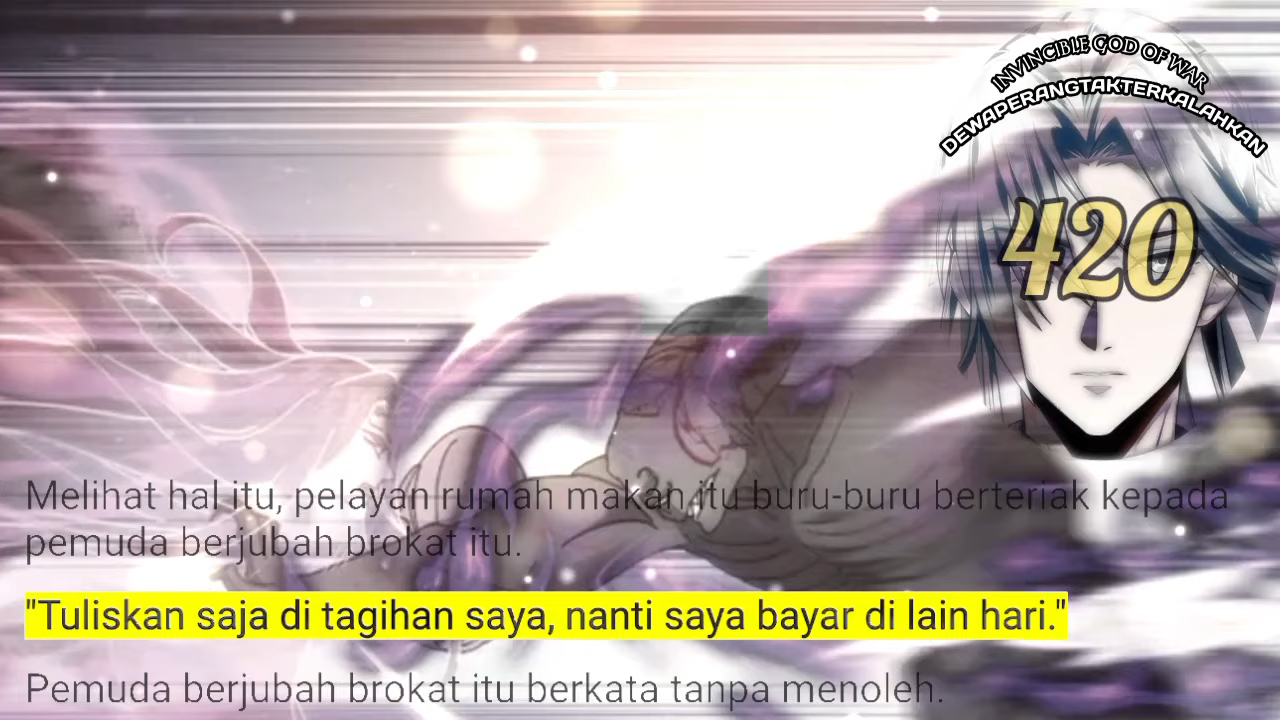 INVINCIBLE GOD OF WAR
DEWAPERANGTAKTERKALAHKAN
420
Melihat hal itu, pelayan rumah makan itu buru-buru berteriak kepada
pemuda berjubah brokat itu.
"Tuliskan saja di tagihan saya, nanti saya bayar di lain hari."
Pemuda berjubah brokat itu berkata tanpa menoleh.